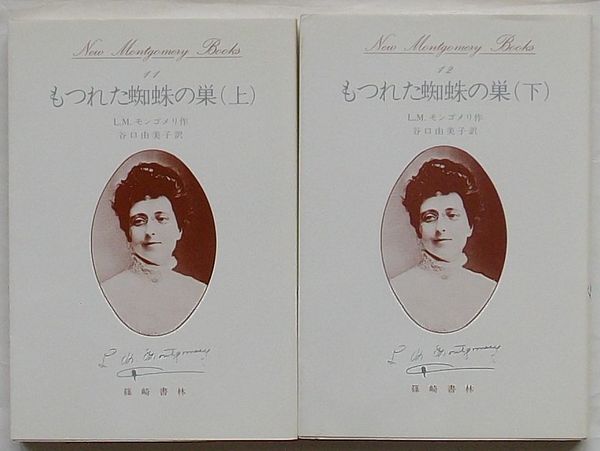 New Montgomery Books
11
もつれた蜘蛛の巣(上)
L.M.モンゴメリ作
谷口由美子訳
L M Montgomery
篠崎書林
New Montgomery Books
12
もつれた蜘蛛の巣(下)
L.M.モンゴメリ作
谷口由美子訳
L M Montgomery
篠崎書林